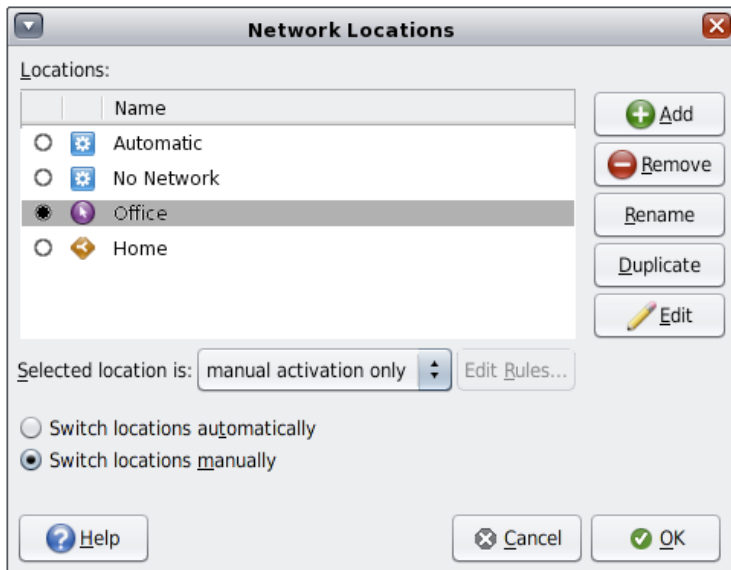 Network Locations
Locations:
Name
Automatic
No Network
Office
Home
Add
Remove
Rename
Duplicate
Edit
Selected location is: manual activation only Edit Rules...
Switch locations automatically
Switch locations manually
Help Cancel OK